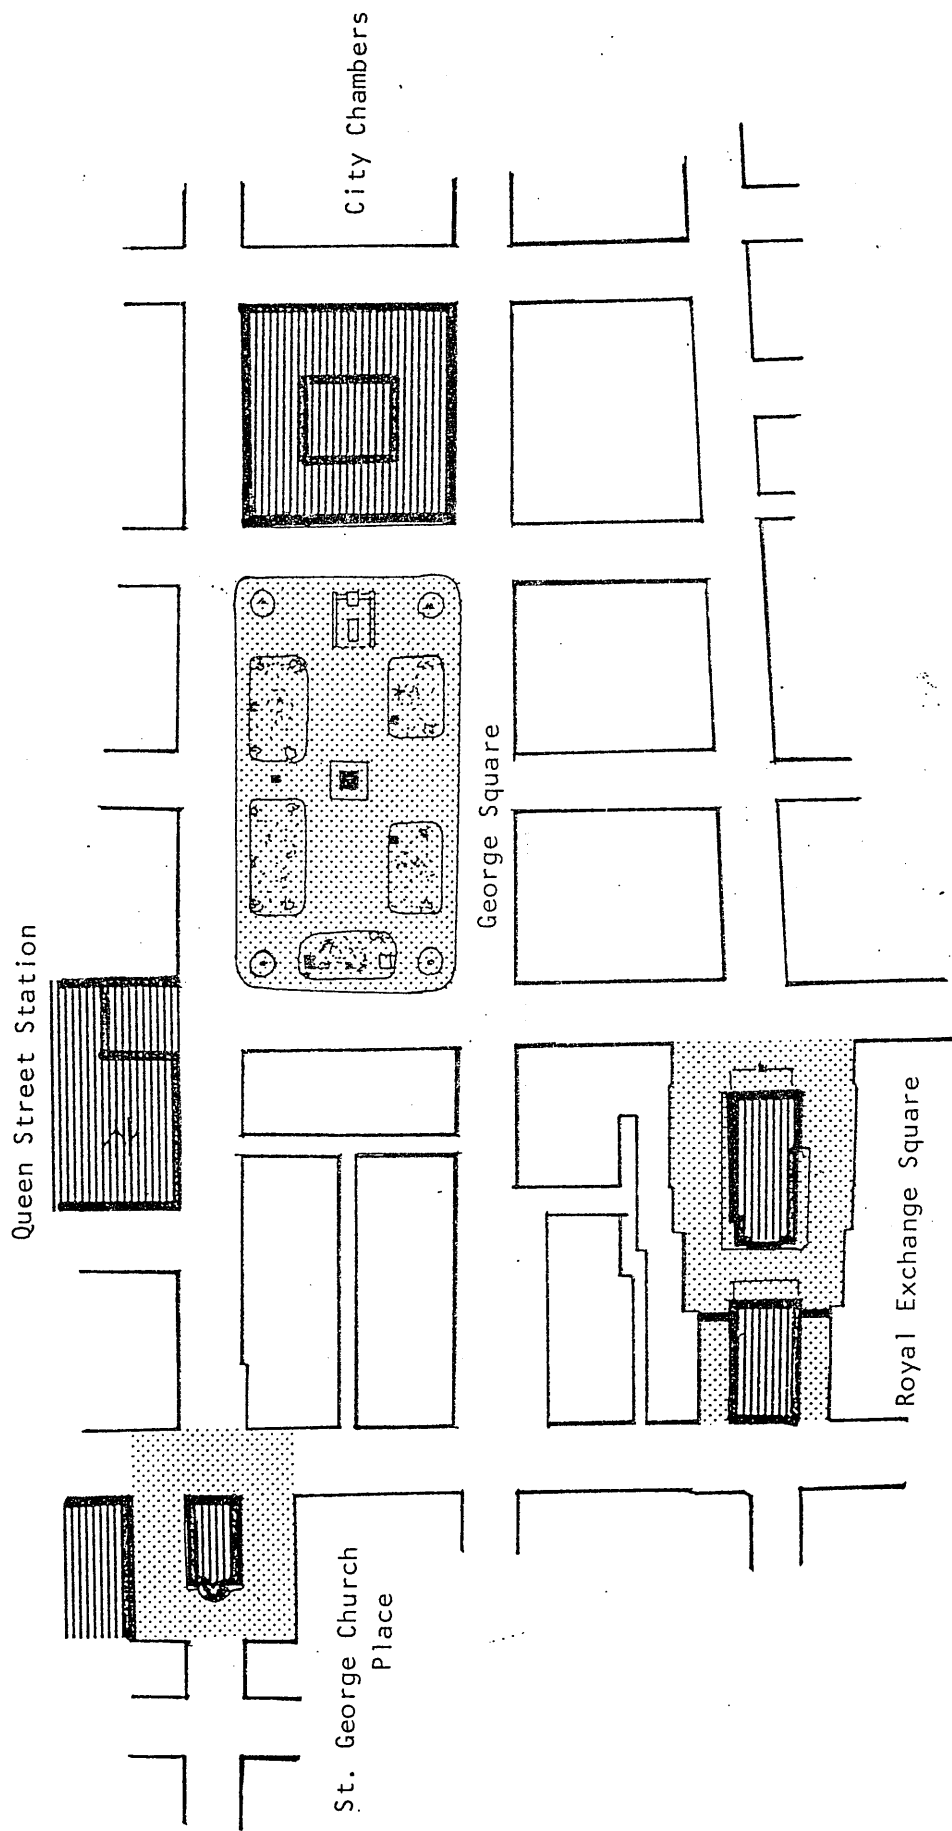 Queen Street Station
City Chambers
George Square
St. George Church
Place
Royal Exchange Square